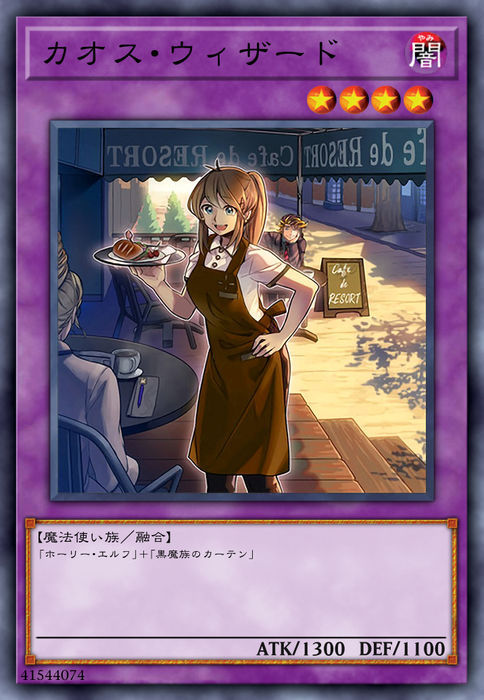 カオス・ウィザード
やみ
闇
Cafe de RESORT
fe de RESORT
Cafe
de
RESORT
【魔法使い族／融合】
「ホーリー・エルフ」+「黒魔族のカーテン」
ATK/1300 DEF/1100
41544074